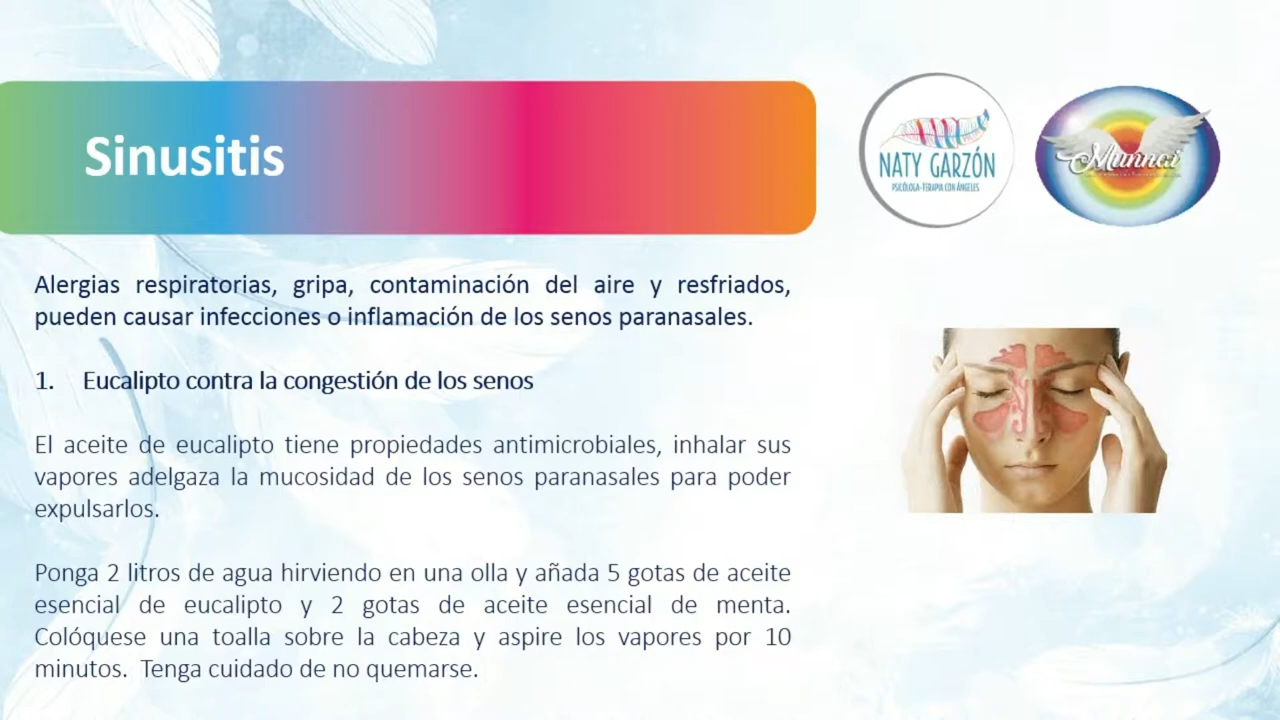 Sinusitis
NATY GARZÓN
PSICÓLOGA-TERAPIA CON ÁNGELES
Munnai
Alergias respiratorias, gripa, contaminación del aire y resfriados,
pueden causar infecciones o inflamación de los senos paranasales.
1. Eucalipto contra la congestión de los senos
El aceite de eucalipto tiene propiedades antimicrobiales, inhalar sus
vapores adelgaza la mucosidad de los senos paranasales para poder
expulsarlos.
Ponga 2 litros de agua hirviendo en una olla y añada 5 gotas de aceite
esencial de eucalipto y 2 gotas de aceite esencial de menta.
Colóquese una toalla sobre la cabeza y aspire los vapores por 10
minutos. Tenga cuidado de no quemarse.